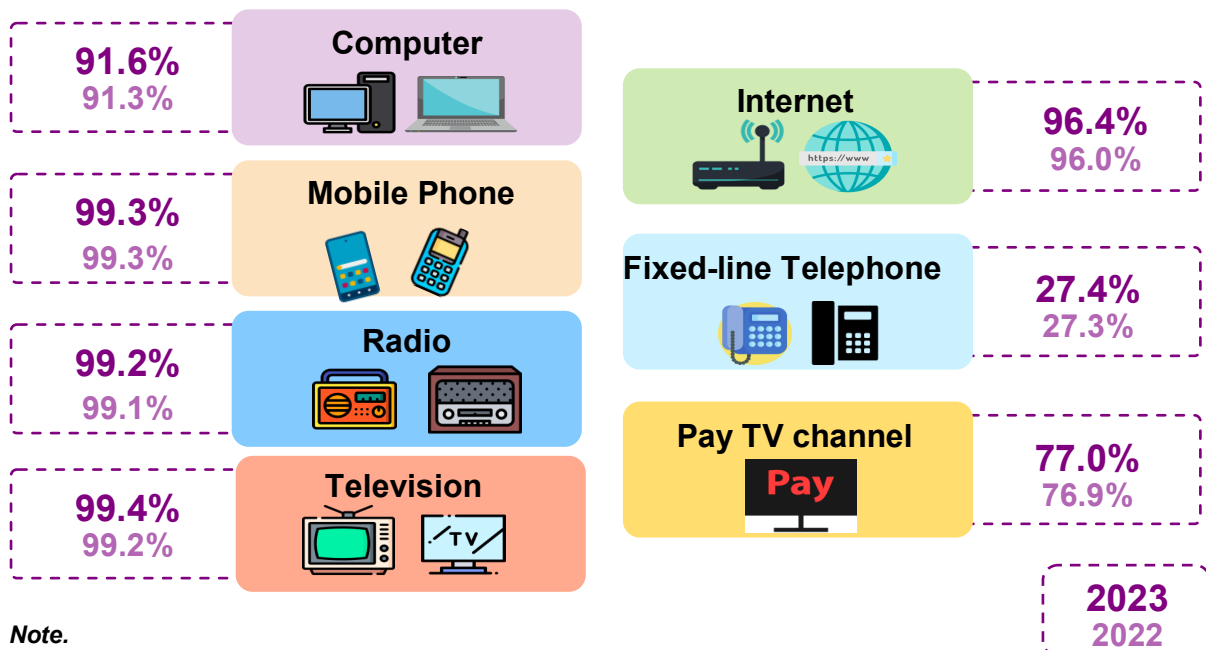 Computer
91.6%
91.3%
Mobile Phone
99.3%
99.3%
Radio
99.2%
99.1%
Television
TV
99.4%
99.2%
Internet
https://www
96.4%
96.0%
Fixed-line Telephone
27.4%
27.3%
Pay TV channel
Pay
77.0%
76.9%
2023
2022
Note.